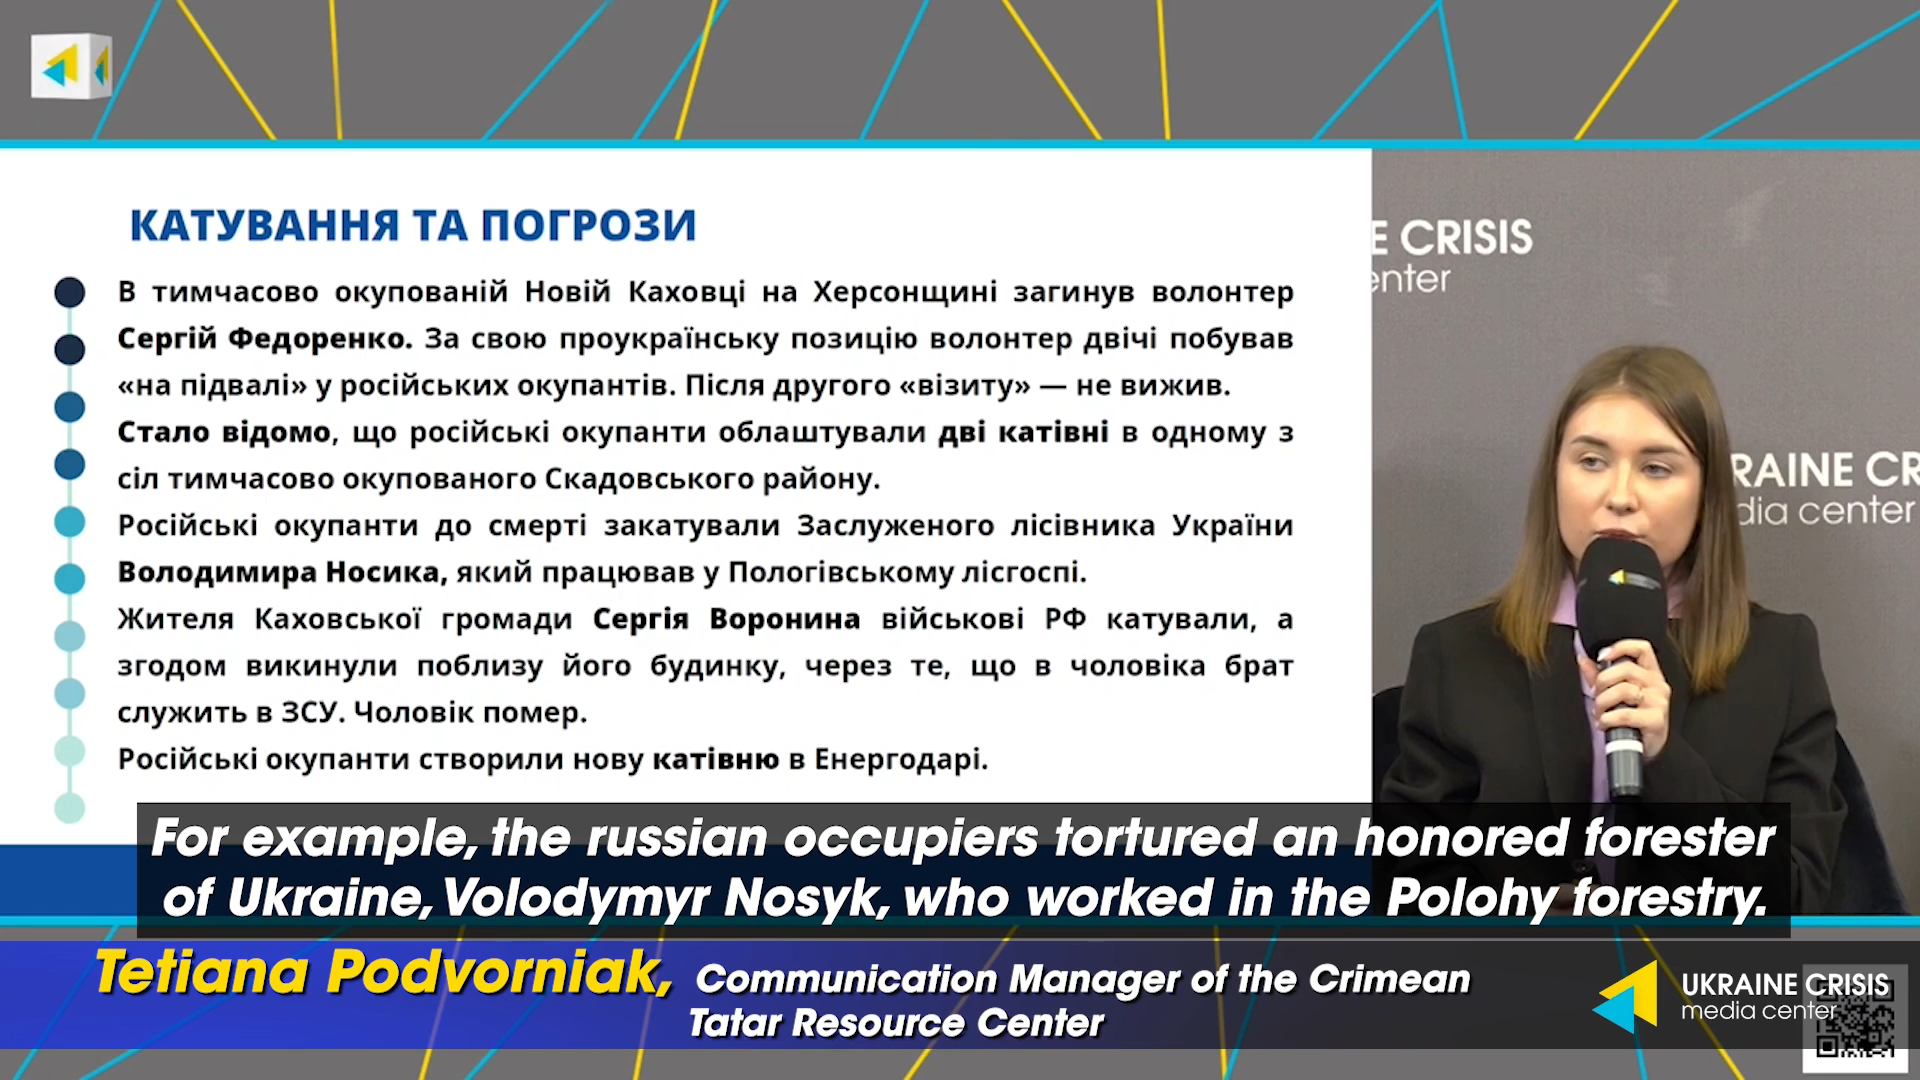 КАТУВАННЯ ТА ПОГРОЗИ
В тимчасово окупованій Новій Каховці на Херсонщині загинув волонтер
Сергій Федоренко. За свою проукраїнську позицію волонтер двічі побував
«на підвалі» у російських окупантів. Після другого «візиту» — не вижив.
Стало відомо, що російські окупанти облаштували дві катівні в одному з
сіл тимчасово окупованого Скадовського району.
Російські окупанти до смерті закатували Заслуженого лісівника України
Володимира Носика, який працював у Пологівському лісгоспі.
Жителя Каховської громади Сергія Воронина військові РФ катували, а
згодом викинули поблизу його будинку, через те, що в чоловіка брат
служить в ЗСУ. Чоловік помер.
Російські окупанти створили нову катівню в Енергодарі.
E CRISIS
enter
RAINE CR
dia center
For example, the russian occupiers tortured an honored forester
of Ukraine, Volodymyr Nosyk, who worked in the Polohy forestry.
Tetiana Podvorniak, Communication Manager of the Crimean
Tatar Resource Center
UKRAINE CRISIS
media center